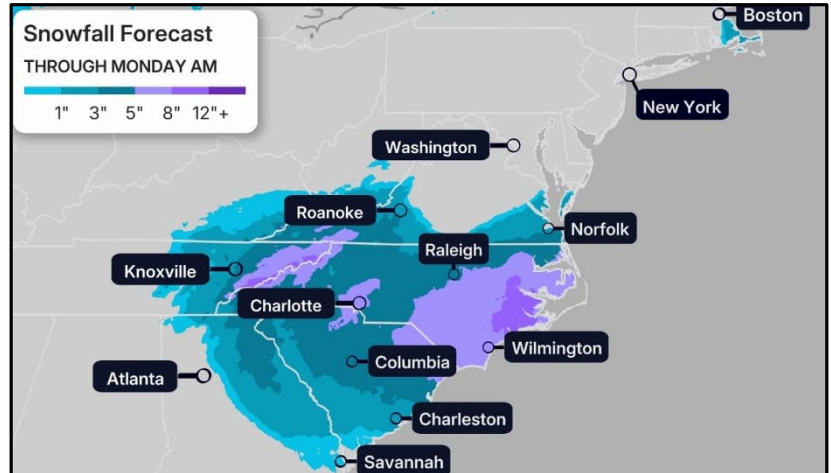 Snowfall Forecast
THROUGH MONDAY AM
1" 3" 5" 8" 12"+
Boston
New York
Washington
Roanoke
Norfolk
Raleigh
Knoxville
Charlotte
Wilmington
Columbia
Atlanta
Charleston
Savannah